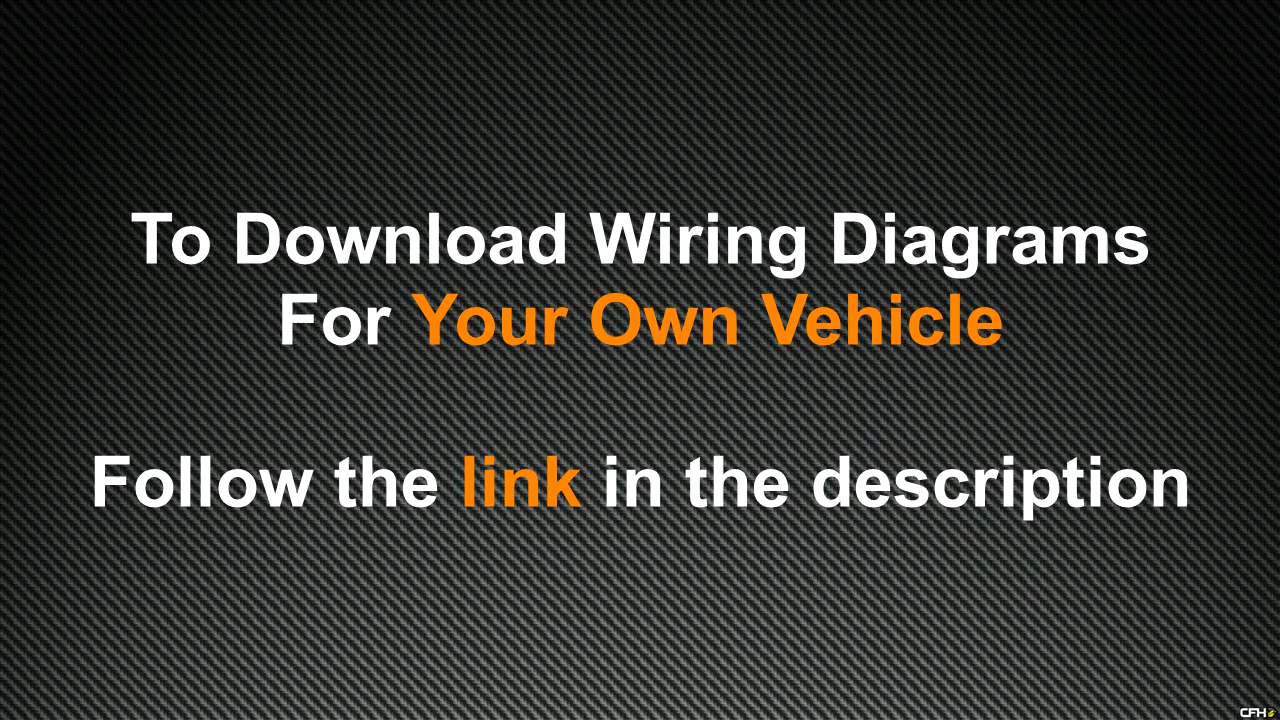 To Download Wiring Diagrams
For Your Own Vehicle
Follow the link in the description
CFH